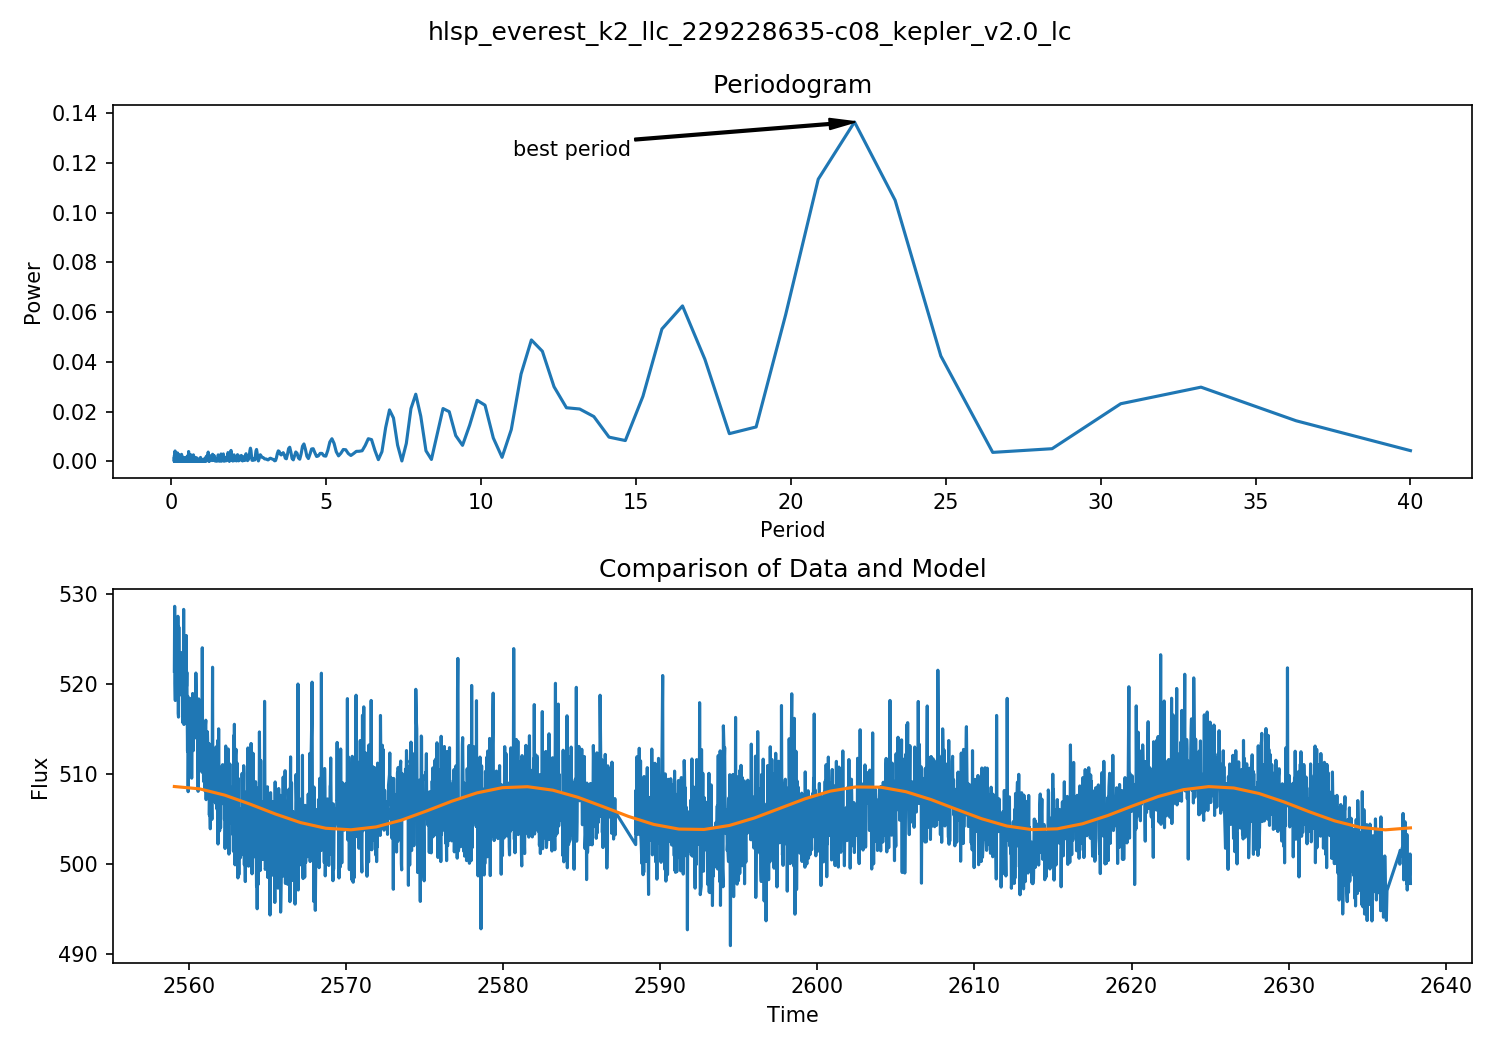 hlsp_everest_k2_llc_229228635-c08_kepler_v2.0_lc
Periodogram
0.14
0.12
0.10
0.08
0.06
0.04
0.02
0.00
Power
best period
0 5 10 15 20 25 30 35 40
Period
Comparison of Data and Model
530
520
510
500
490
Flux
2560 2570 2580 2590 2600 2610 2620 2630 2640
Time